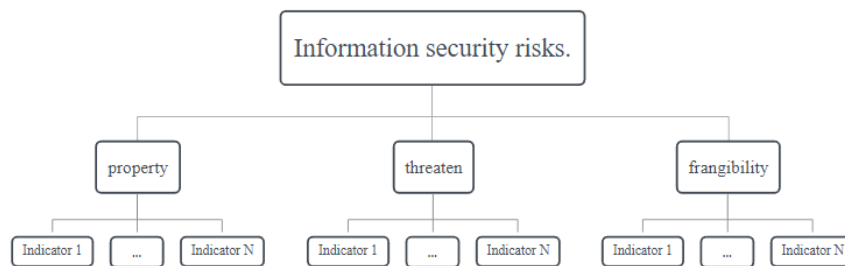 Information security risks.
property
threaten
frangibility
Indicator 1
...
Indicator N
Indicator 1
...
Indicator N
Indicator 1
...
Indicator N